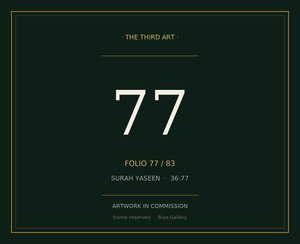 · THE THIRD ART ·
77
FOLIO 77 / 83
SURAH YASEEN · 36:77
ARTWORK IN COMMISSION
frame reserved · Biya Gallery